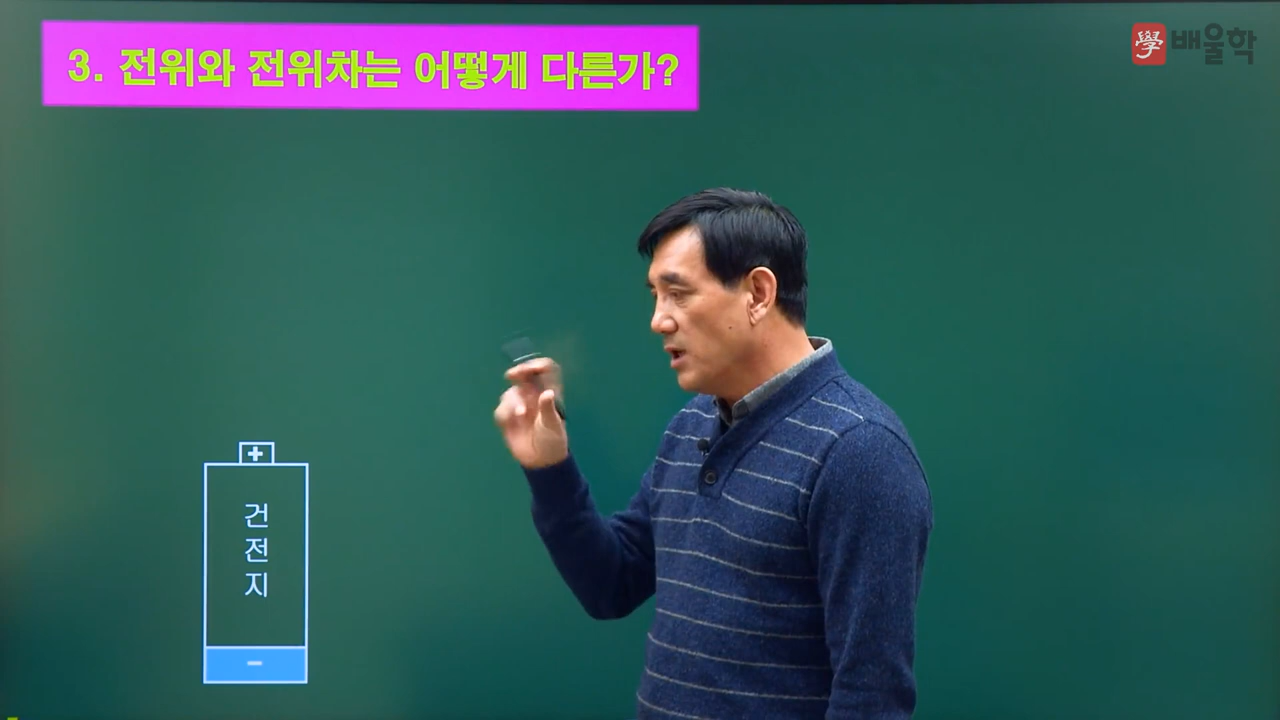 3. 전위와 전위차는 어떻게 다른가?
學 배울학
+
건
전
지
-